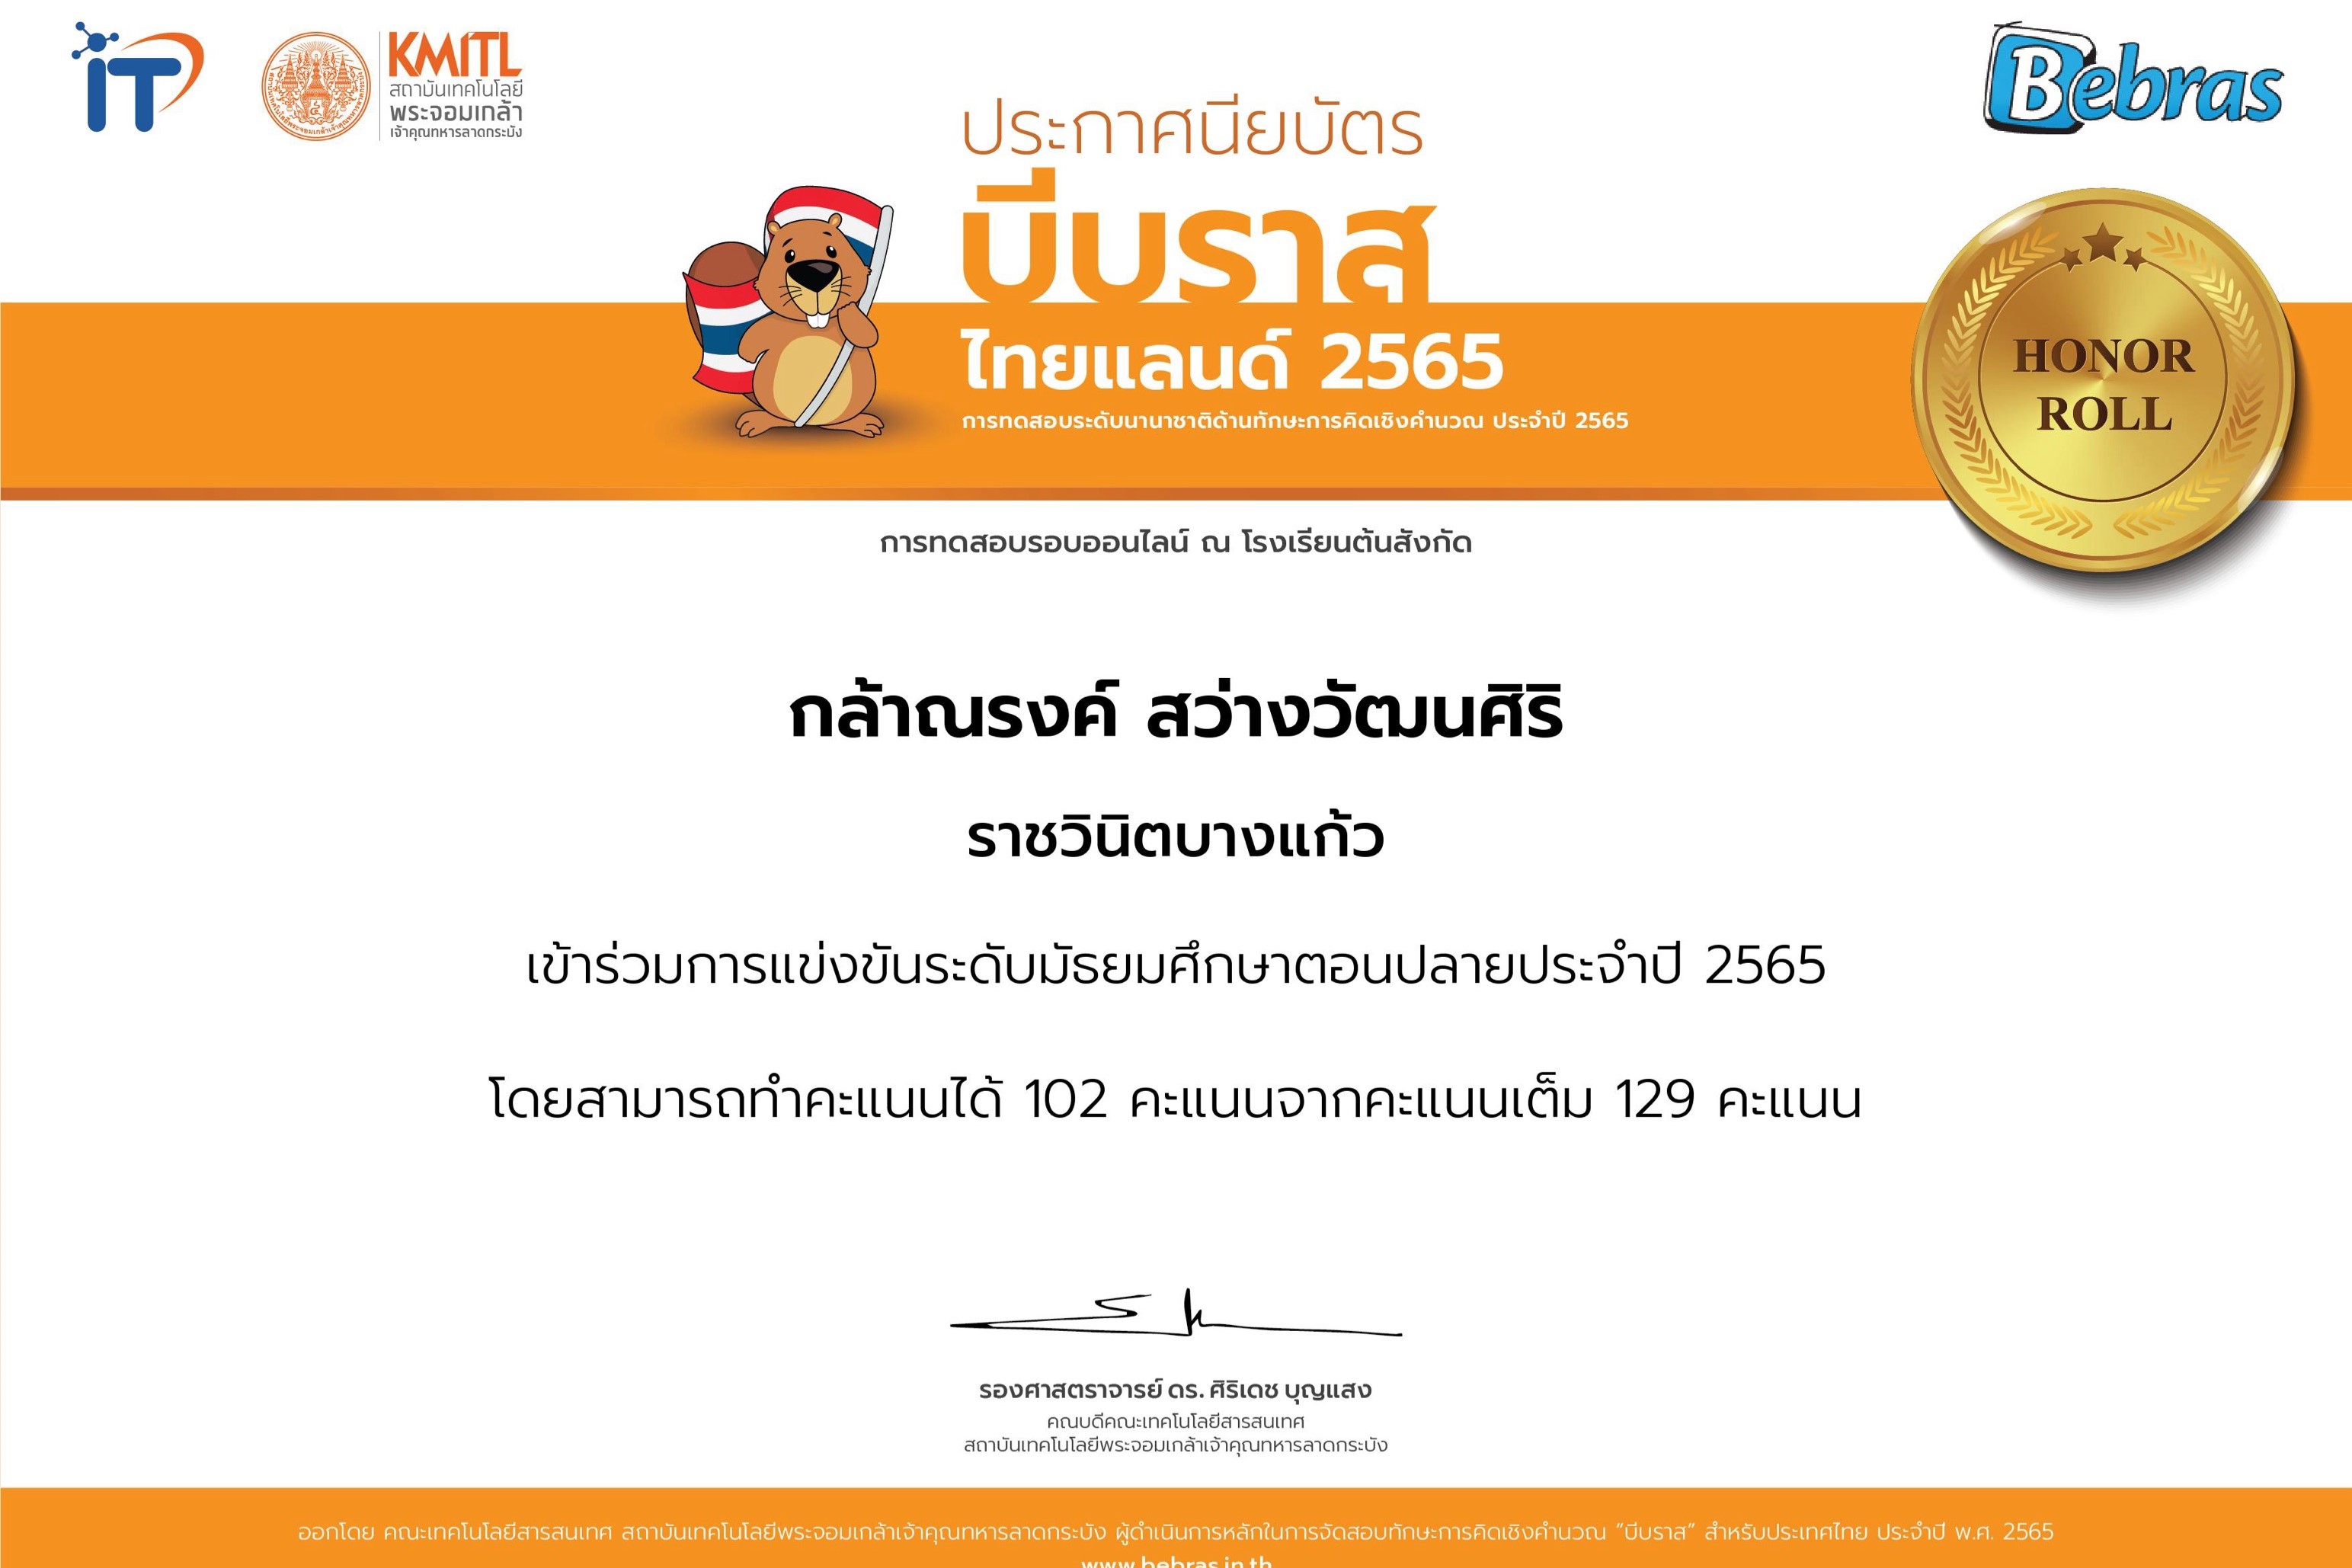 iT
KMITL
สถาบันเทคโนโลยี
พระจอมเกล้า
เจ้าคุณทหารลาดกระบัง
Bebras
ประกาศนียบัตร
บีบราส
ไทยแลนด์ 2565
การทดสอบระดับนานาชาติด้านทักษะการคิดเชิงคำนวณ ประจำปี 2565
HONOR
ROLL
การทดสอบรอบออนไลน์ ณ โรงเรียนต้นสังกัด
กล้าณรงค์ สว่างวัฒนศิริ
ราชวินิตบางแก้ว
เข้าร่วมการแข่งขันระดับมัธยมศึกษาตอนปลายประจำปี 2565
โดยสามารถทำคะแนนได้ 102 คะแนนจากคะแนนเต็ม 129 คะแนน
รองศาสตราจารย์ ดร. ศิริเดช บุญแสง
คณบดีคณะเทคโนโลยีสารสนเทศ
สถาบันเทคโนโลยีพระจอมเกล้าเจ้าคุณทหารลาดกระบัง
ออกโดย คณะเทคโนโลยีสารสนเทศ สถาบันเทคโนโลยีพระจอมเกล้าเจ้าคุณทหารลาดกระบัง ผู้ดำเนินการหลักในการจัดสอบทักษะการคิดเชิงคำนวณ "บีบราส" สำหรับประเทศไทย ประจำปี พ.ศ. 2565
www.bebras.in.th